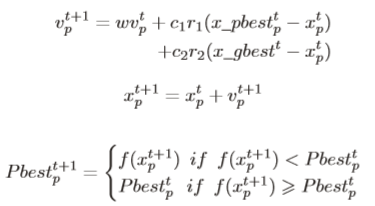 $v_p^{t+1} = wv_p^t + c_1r_1(x\_pbest_p^t - x_p^t)$
$+c_2r_2(x\_gbest^t - x_p^t)$
$x_p^{t+1} = x_p^t + v_p^{t+1}$
$Pbest_p^{t+1} = \begin{cases} f(x_p^{t+1}) \ if \ f(x_p^{t+1}) < Pbest_p^t \\ Pbest_p^t \ if \ f(x_p^{t+1}) \geqslant Pbest_p^t \end{cases}$